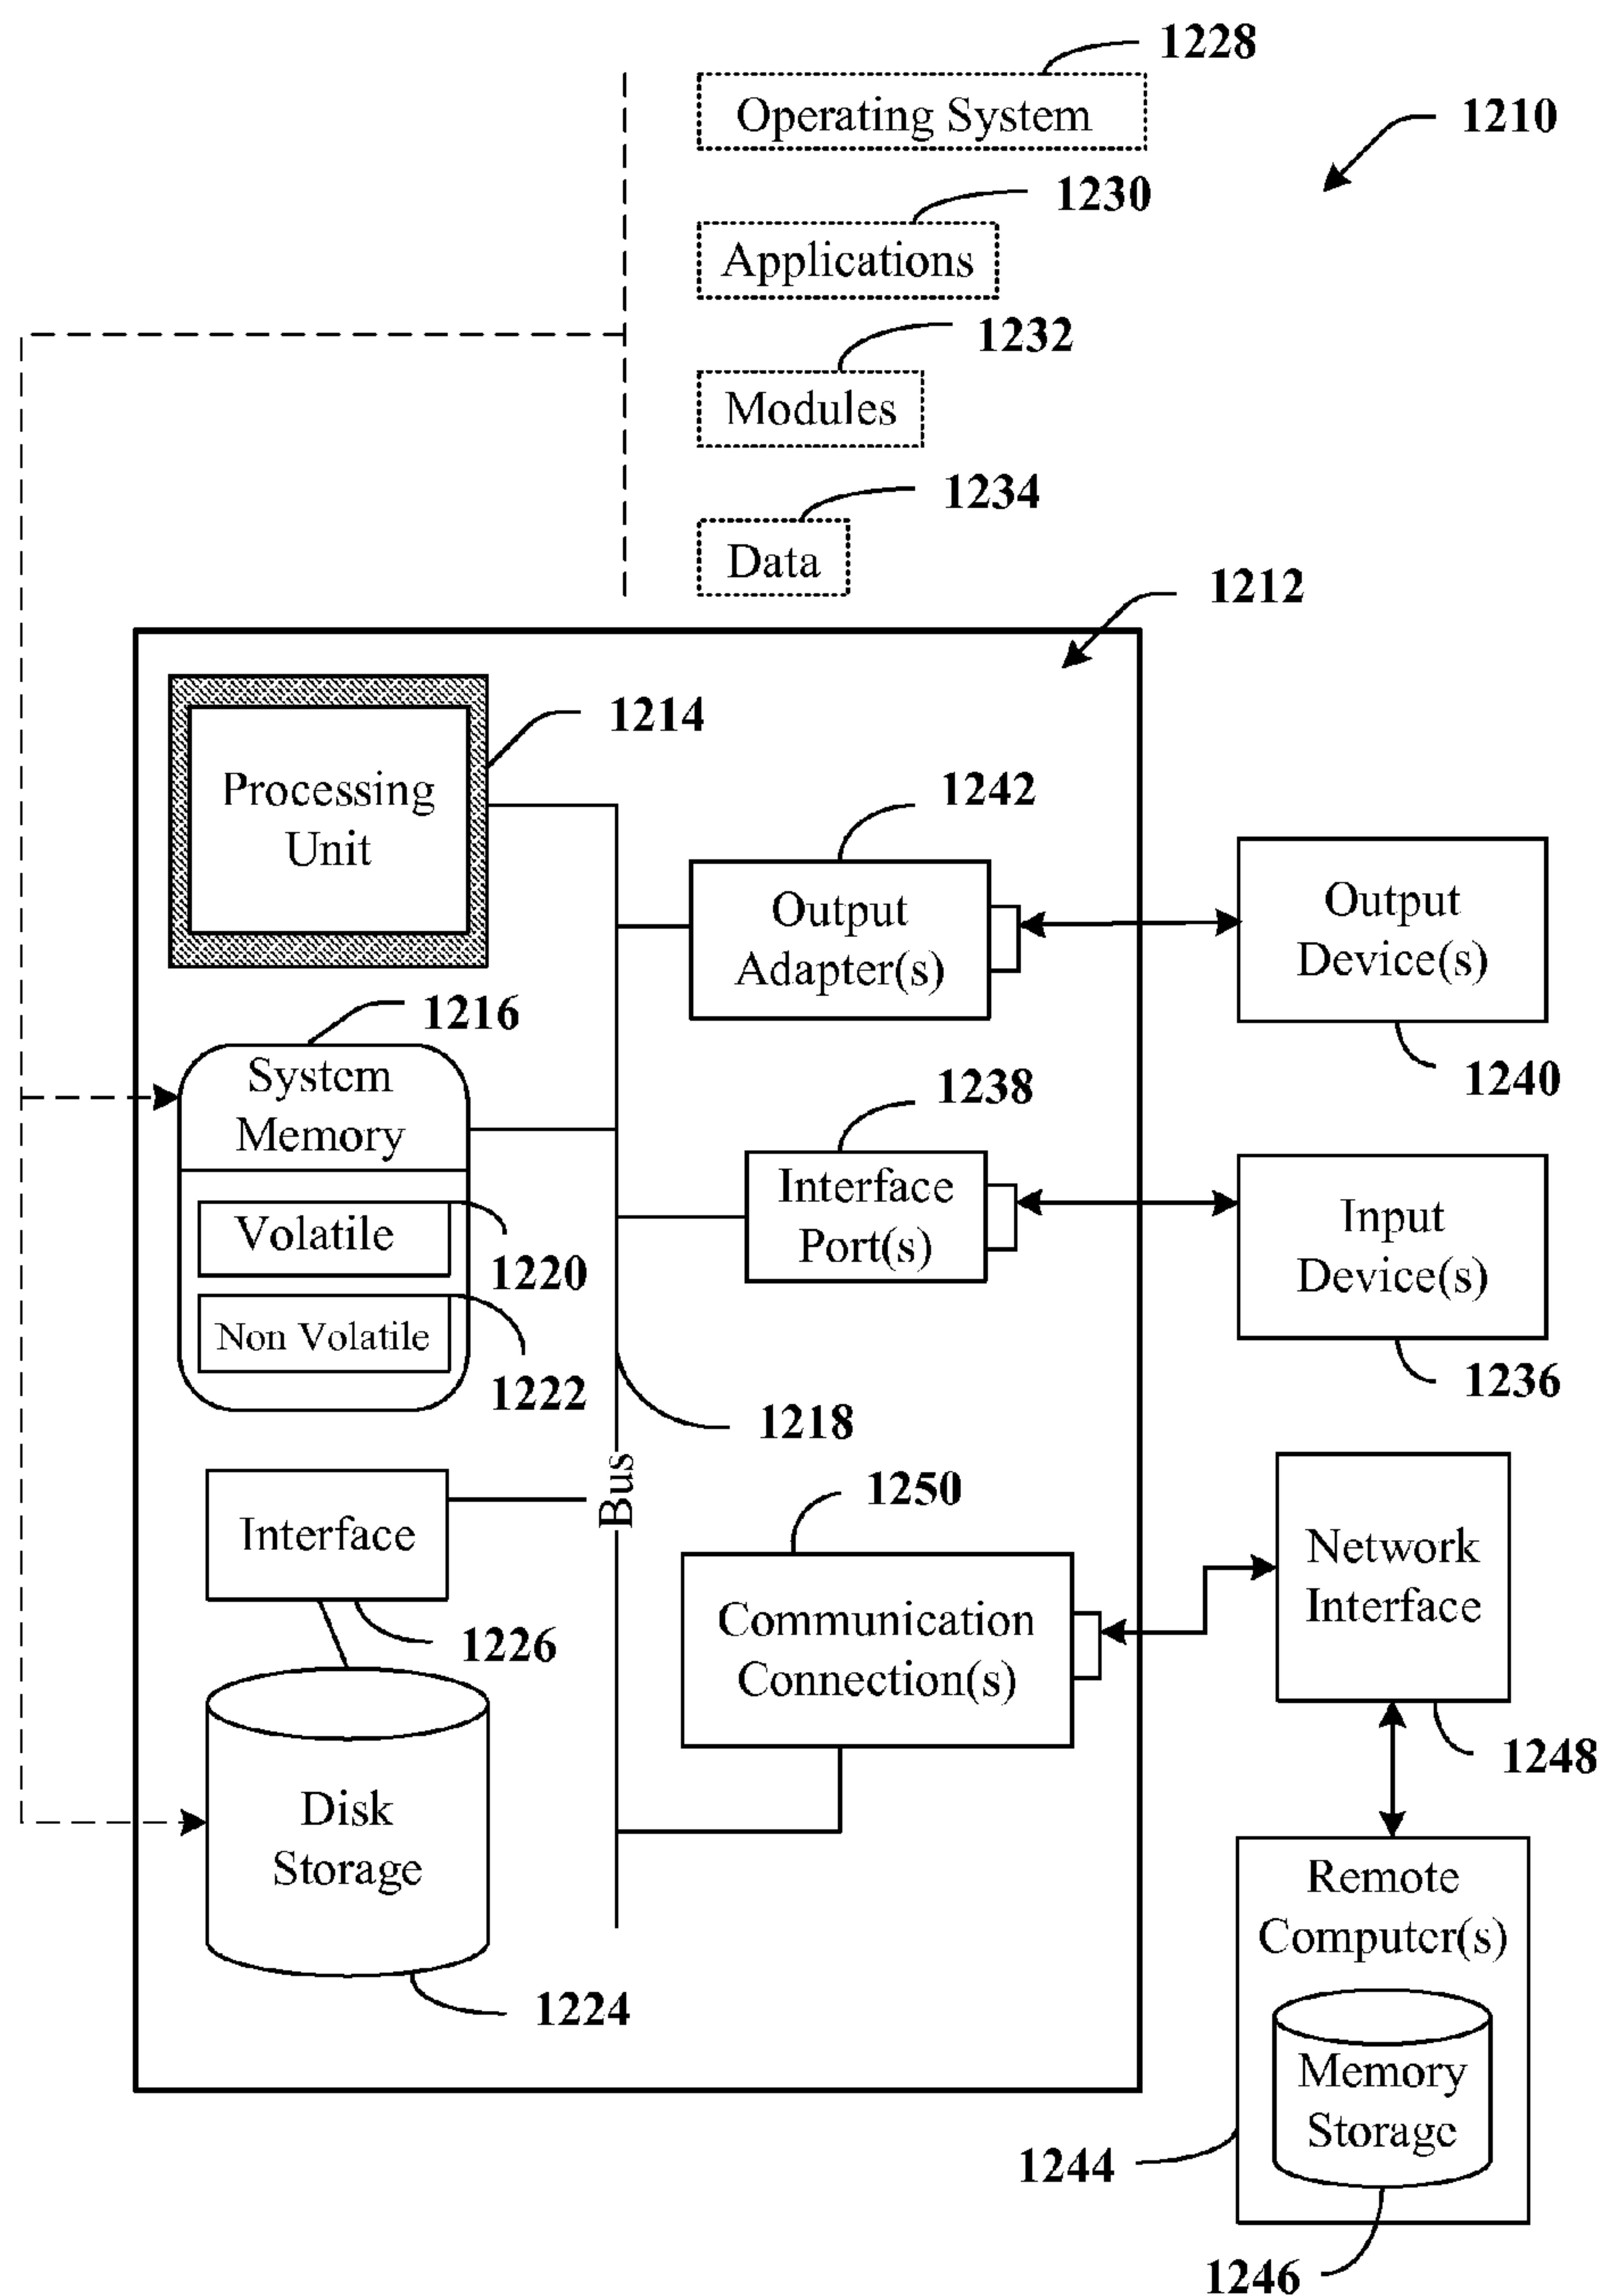 1228
Operating System
1210
1230
Applications
1232
Modules
1234
Data
1212
1214
Processing
Unit
1242
Output
Adapter(s)
Output
Device(s)
1240
1216
System
Memory
1238
Interface
Port(s)
Input
Device(s)
1236
Volatile
1220
Non Volatile
1222
1218
Bus
Interface
1226
1250
Communication
Connection(s)
Network
Interface
1248
Disk
Storage
1224
Remote
Computer(s)
Memory
Storage
1244
1246